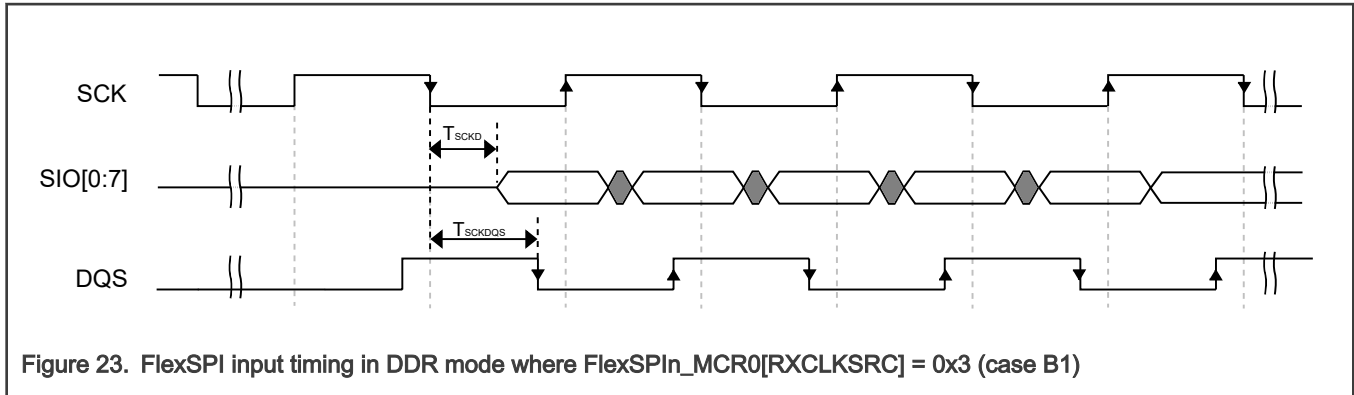 SCK
TSCKD
SIO[0:7]
TSCKDQS
DQS
Figure 23. FlexSPI input timing in DDR mode where FlexSPIn_MCR0[RXCLKSRC] = 0x3 (case B1)